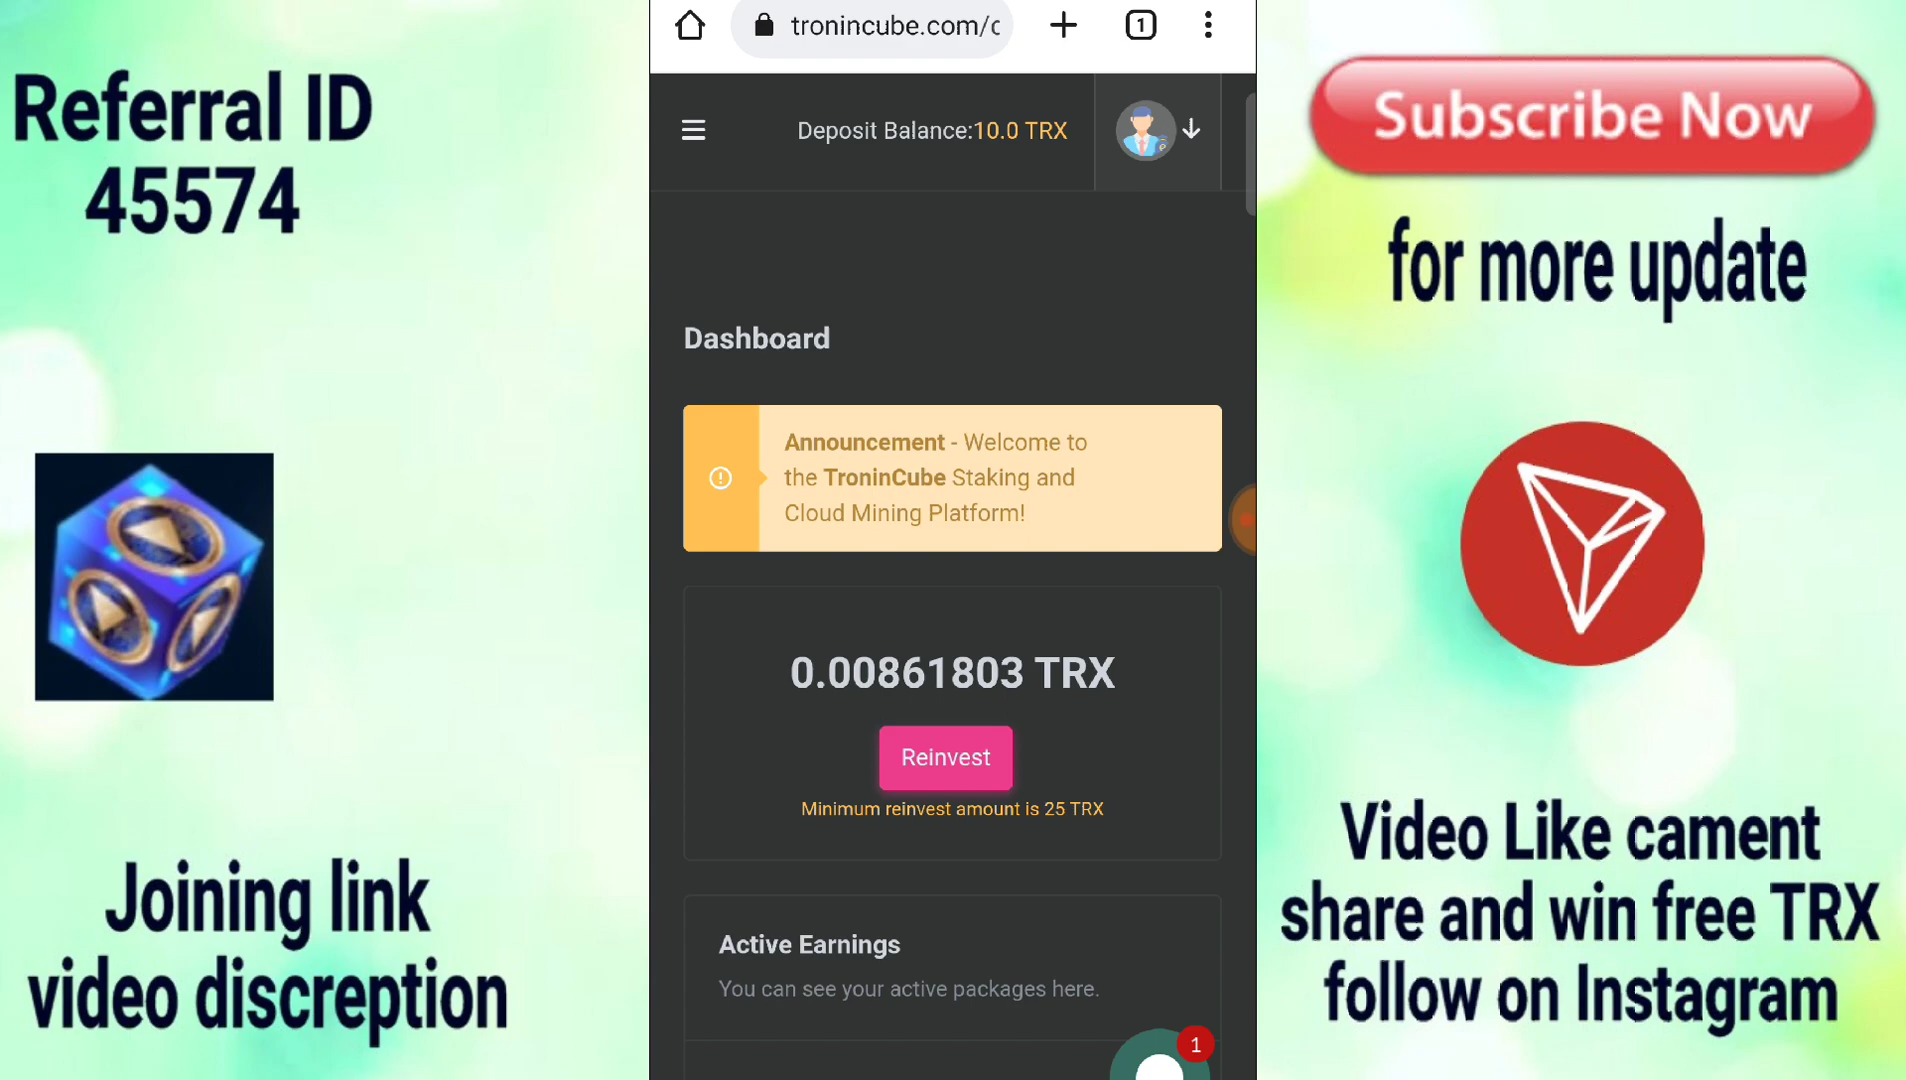 Referral ID
45574
Joining link
video discreption
tronincube.com/c
1
Deposit Balance:10.0 TRX
Dashboard
Announcement - Welcome to
the TroninCube Staking and
Cloud Mining Platform!
0.00861803 TRX
Reinvest
Minimum reinvest amount is 25 TRX
Active Earnings
You can see your active packages here.
1
Subscribe Now
for more update
Video Like cament
share and win free TRX
follow on Instagram